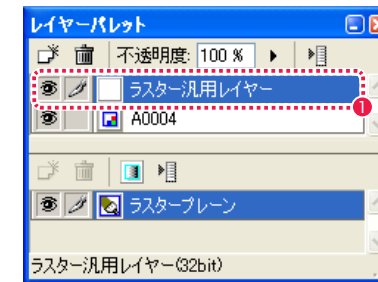 レイヤーパレット
不透明度: 100 %
ラスター汎用レイヤー
1
A0004
ラスタープレーン
ラスター汎用レイヤー(32bit)